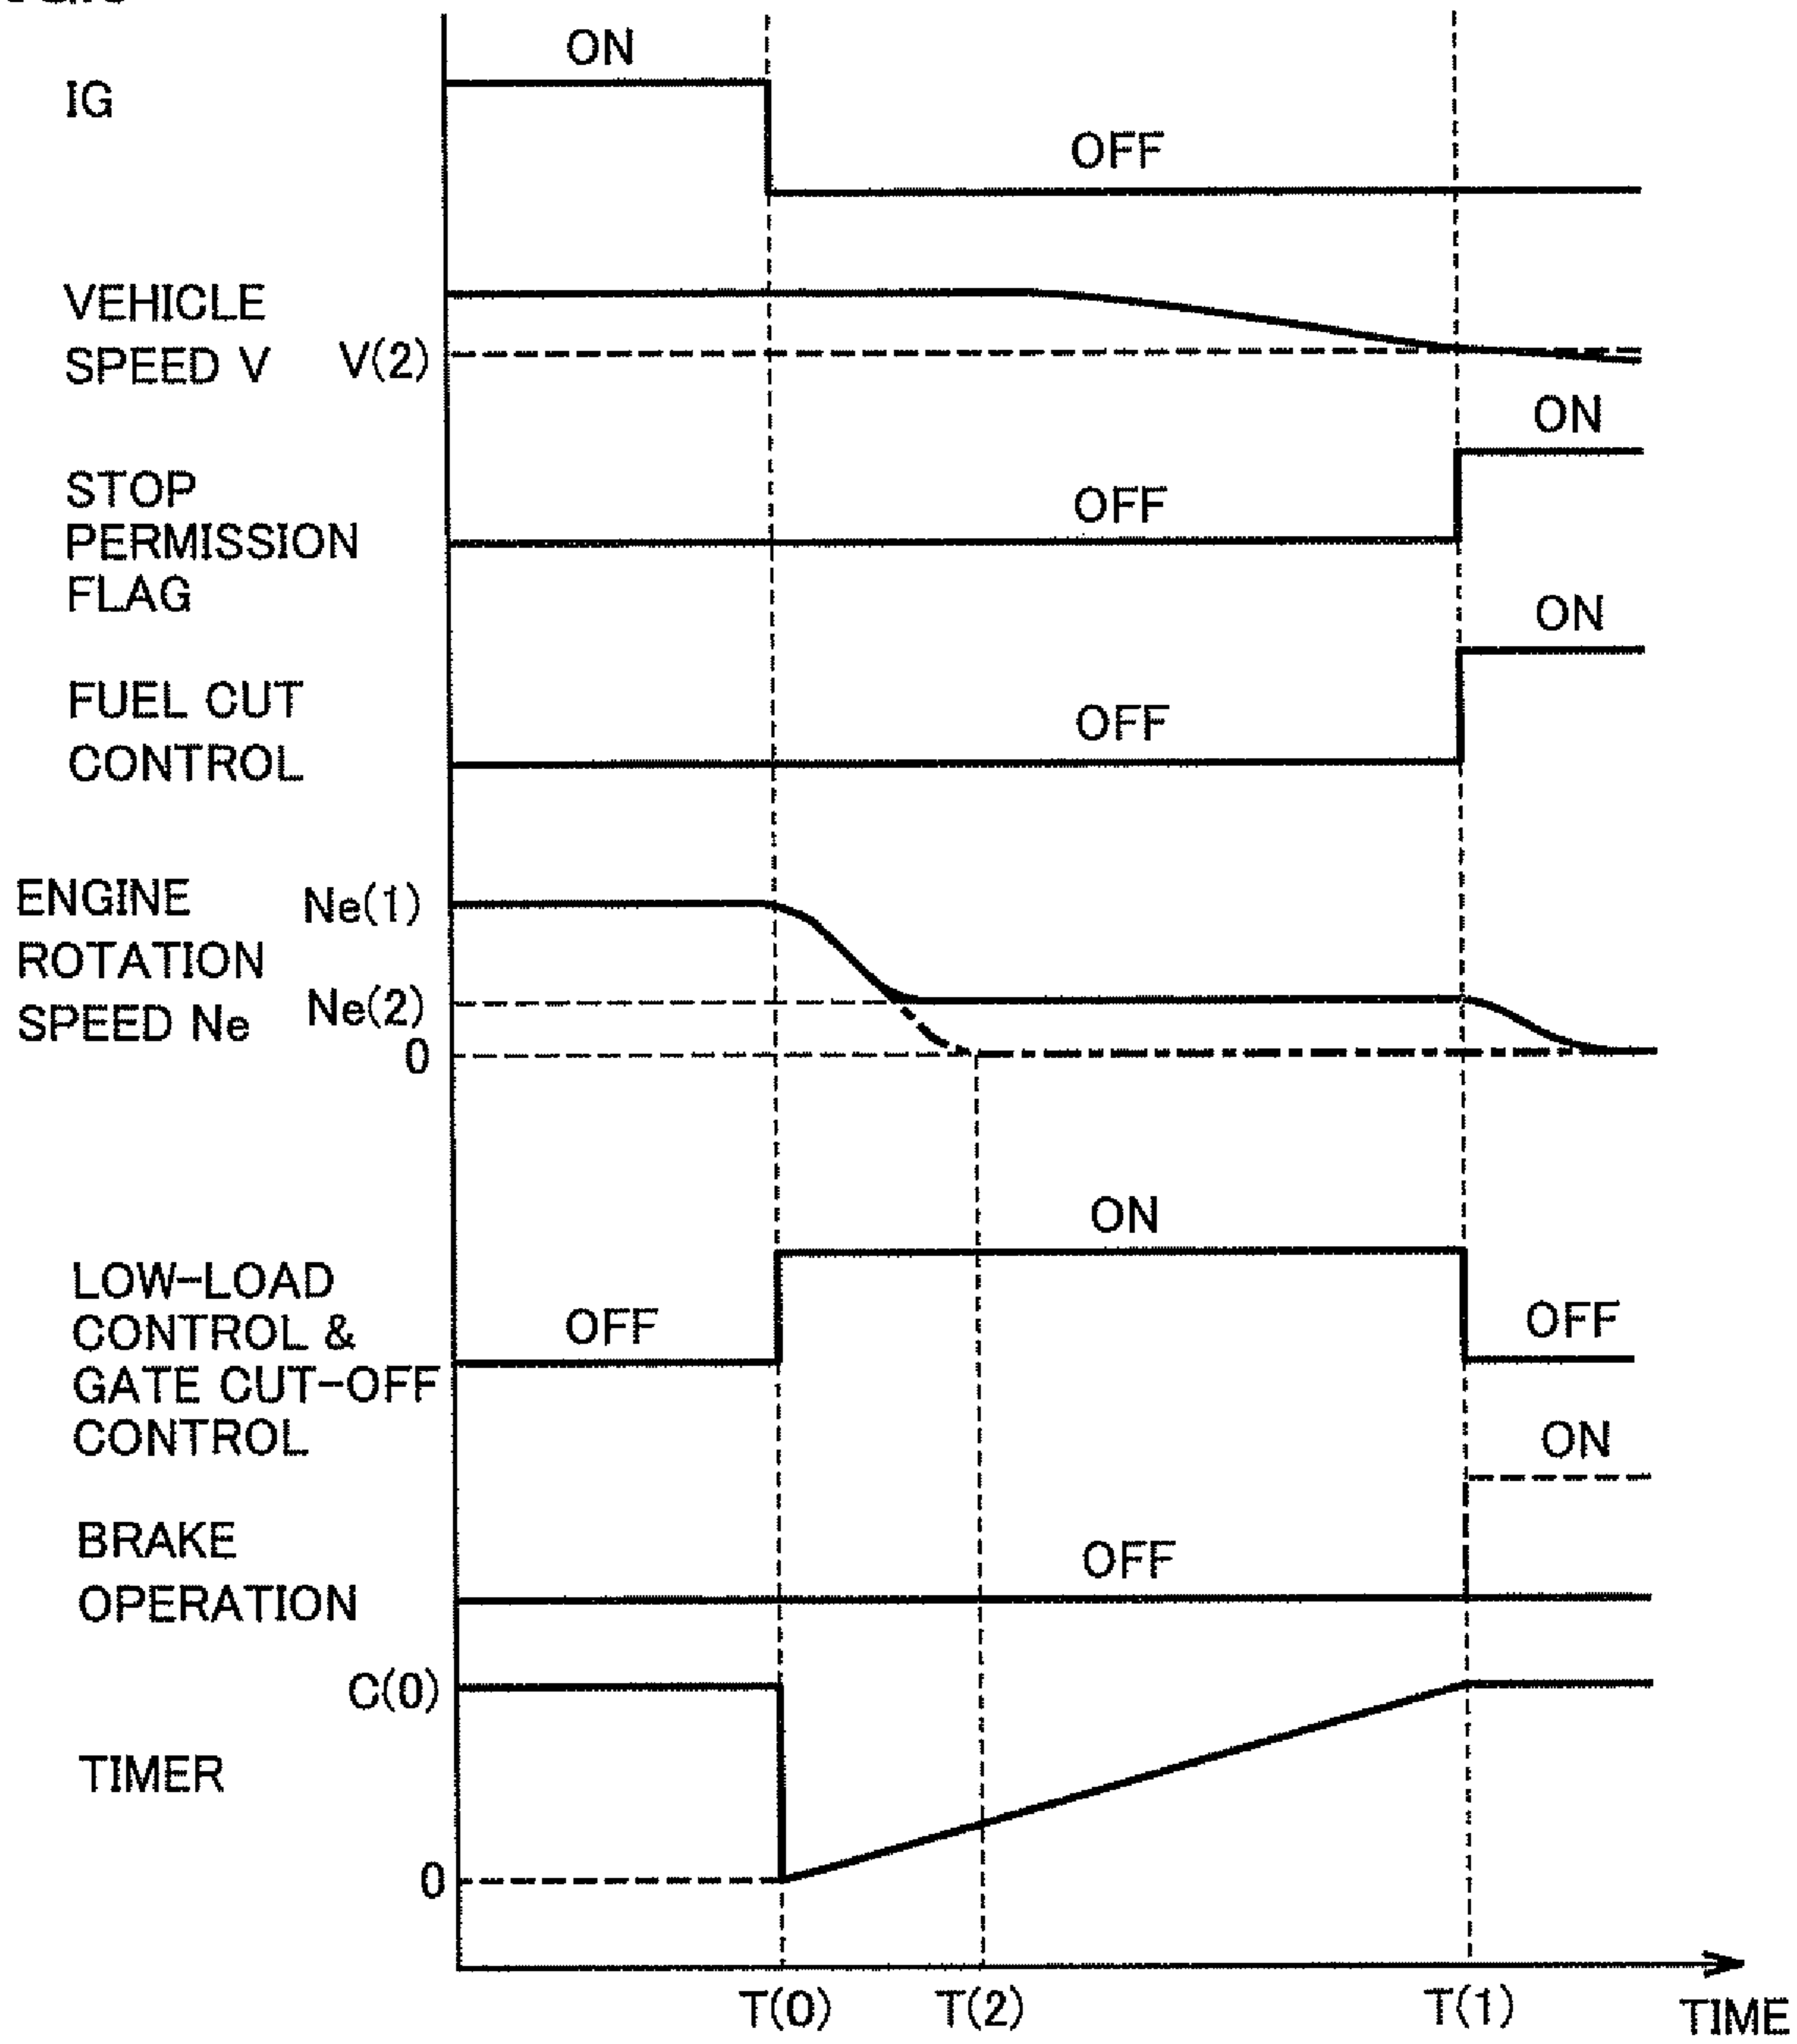 ON
IG
OFF
VEHICLE
SPEED V V(2)
ON
STOP
PERMISSION
FLAG
OFF
ON
FUEL CUT
CONTROL
OFF
ENGINE
ROTATION
SPEED Ne
Ne(1)
Ne(2)
0
ON
LOW-LOAD
CONTROL &
GATE CUT-OFF
CONTROL
OFF
OFF
ON
BRAKE
OPERATION
OFF
C(0)
TIMER
0
T(0) T(2) T(1) TIME